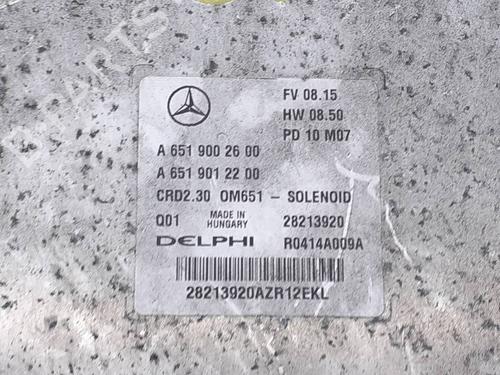 FV 08.15
HW 08.50
PD 10 M07
A 651 900 26 00
A 651 901 22 00
CRD2.30 OM651 - SOLENOID
Q01 MADE IN HUNGARY 28213920
DELPHI R0414A009A
28213920AZR12EKL